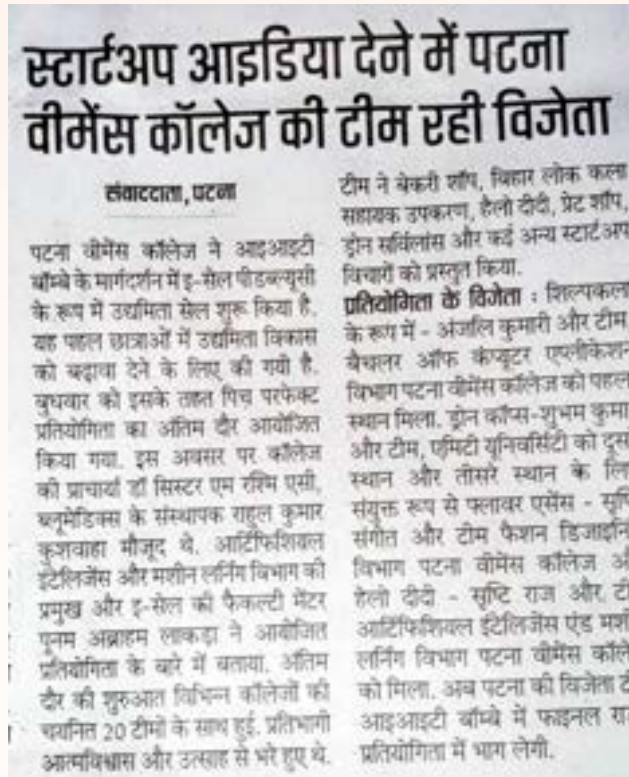 स्टार्टअप आइडिया देने में पटना
वीमेंस कॉलेज की टीम रही विजेता
संवाददाता, पटना
पटना वीमेंस कॉलेज ने आइआइटी
बॉम्बे के मार्गदर्शन में इ-सेल पीडब्ल्यूसी
के रूप में उद्यमिता सेल शुरू किया है.
यह पहल छात्राओं में उद्यमिता विकास
को बढ़ावा देने के लिए की गयी है.
बुधवार को इसके तहत पिच परफेक्ट
प्रतियोगिता का अंतिम दौर आयोजित
किया गया. इस अवसर पर कॉलेज
की प्राचार्या डॉ सिस्टर एम रश्मि एसी,
ब्लूमेडिक्स के संस्थापक राहुल कुमार
कुशवाहा मौजूद थे. आर्टिफिशियल
इंटेलिजेंस और मशीन लर्निंग विभाग की
प्रमुख और इ-सेल की फैकल्टी मेंटर
पूनम अब्राहम लाकड़ा ने आयोजित
प्रतियोगिता के बारे में बताया. अंतिम
दौर की शुरुआत विभिन्न कॉलेजों की
चयनित 20 टीमों के साथ हुई. प्रतिभागी
आत्मविश्वास और उत्साह से भरे हुए थे.
टीम ने बेकरी शॉप, बिहार लोक कला
सहायक उपकरण, हैलो दीदी, प्रेट शॉप,
ड्रोन सर्विलांस और कई अन्य स्टार्टअप
विचारों को प्रस्तुत किया.
प्रतियोगिता के विजेता : शिल्पकला
के रूप में - अंजलि कुमारी और टीम
बैचलर ऑफ कंप्यूटर एप्लीकेशन
विभाग पटना वीमेंस कॉलेज को पहल
स्थान मिला. ड्रोन कॉप्स-शुभम कुमा
और टीम, एमिटी यूनिवर्सिटी को दूस
स्थान और तीसरे स्थान के लि
संयुक्त रूप से फ्लावर एसेंस - सृष्टि
संगीत और टीम फैशन डिजाइनिं
विभाग पटना वीमेंस कॉलेज औ
हेलो दीदी - सृष्टि राज और टी
आर्टिफिशियल इंटेलिजेंस एंड मशी
लर्निंग विभाग पटना वीमेंस कॉले
को मिला. अब पटना की विजेता टी
आइआइटी बॉम्बे में फाइनल रा
प्रतियोगिता में भाग लेगी.